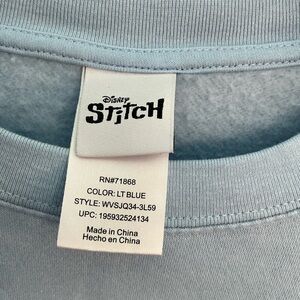 Disney
STiTCH
RN#71868
COLOR: LT BLUE
STYLE: WVSJQ34-3L59
UPC: 195932524134
Made in China
Hecho en China